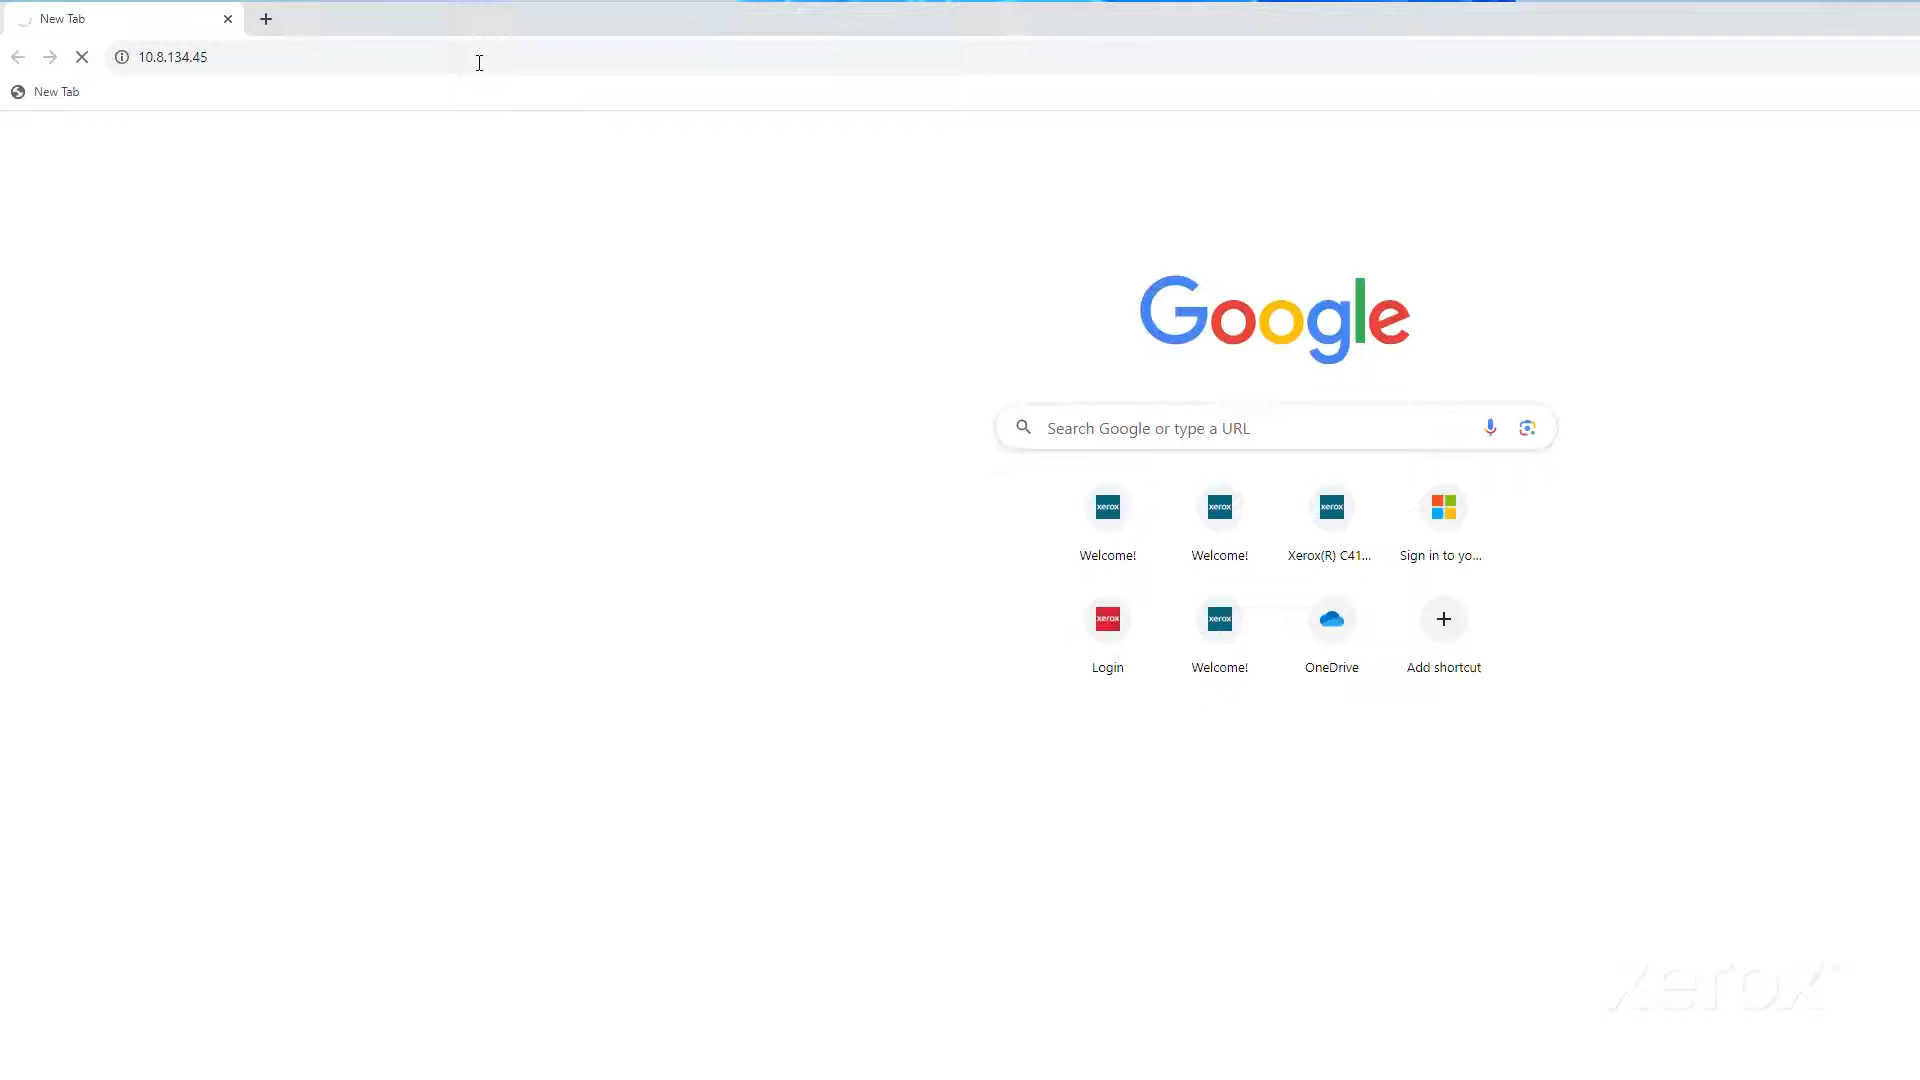 New Tab
10.8.134.45
New Tab
Google
Search Google or type a URL
xerox xerox xerox
Welcome! Welcome! Xerox(R) C41... Sign in to yo...
xerox xerox
Login Welcome! OneDrive Add shortcut
xerox™